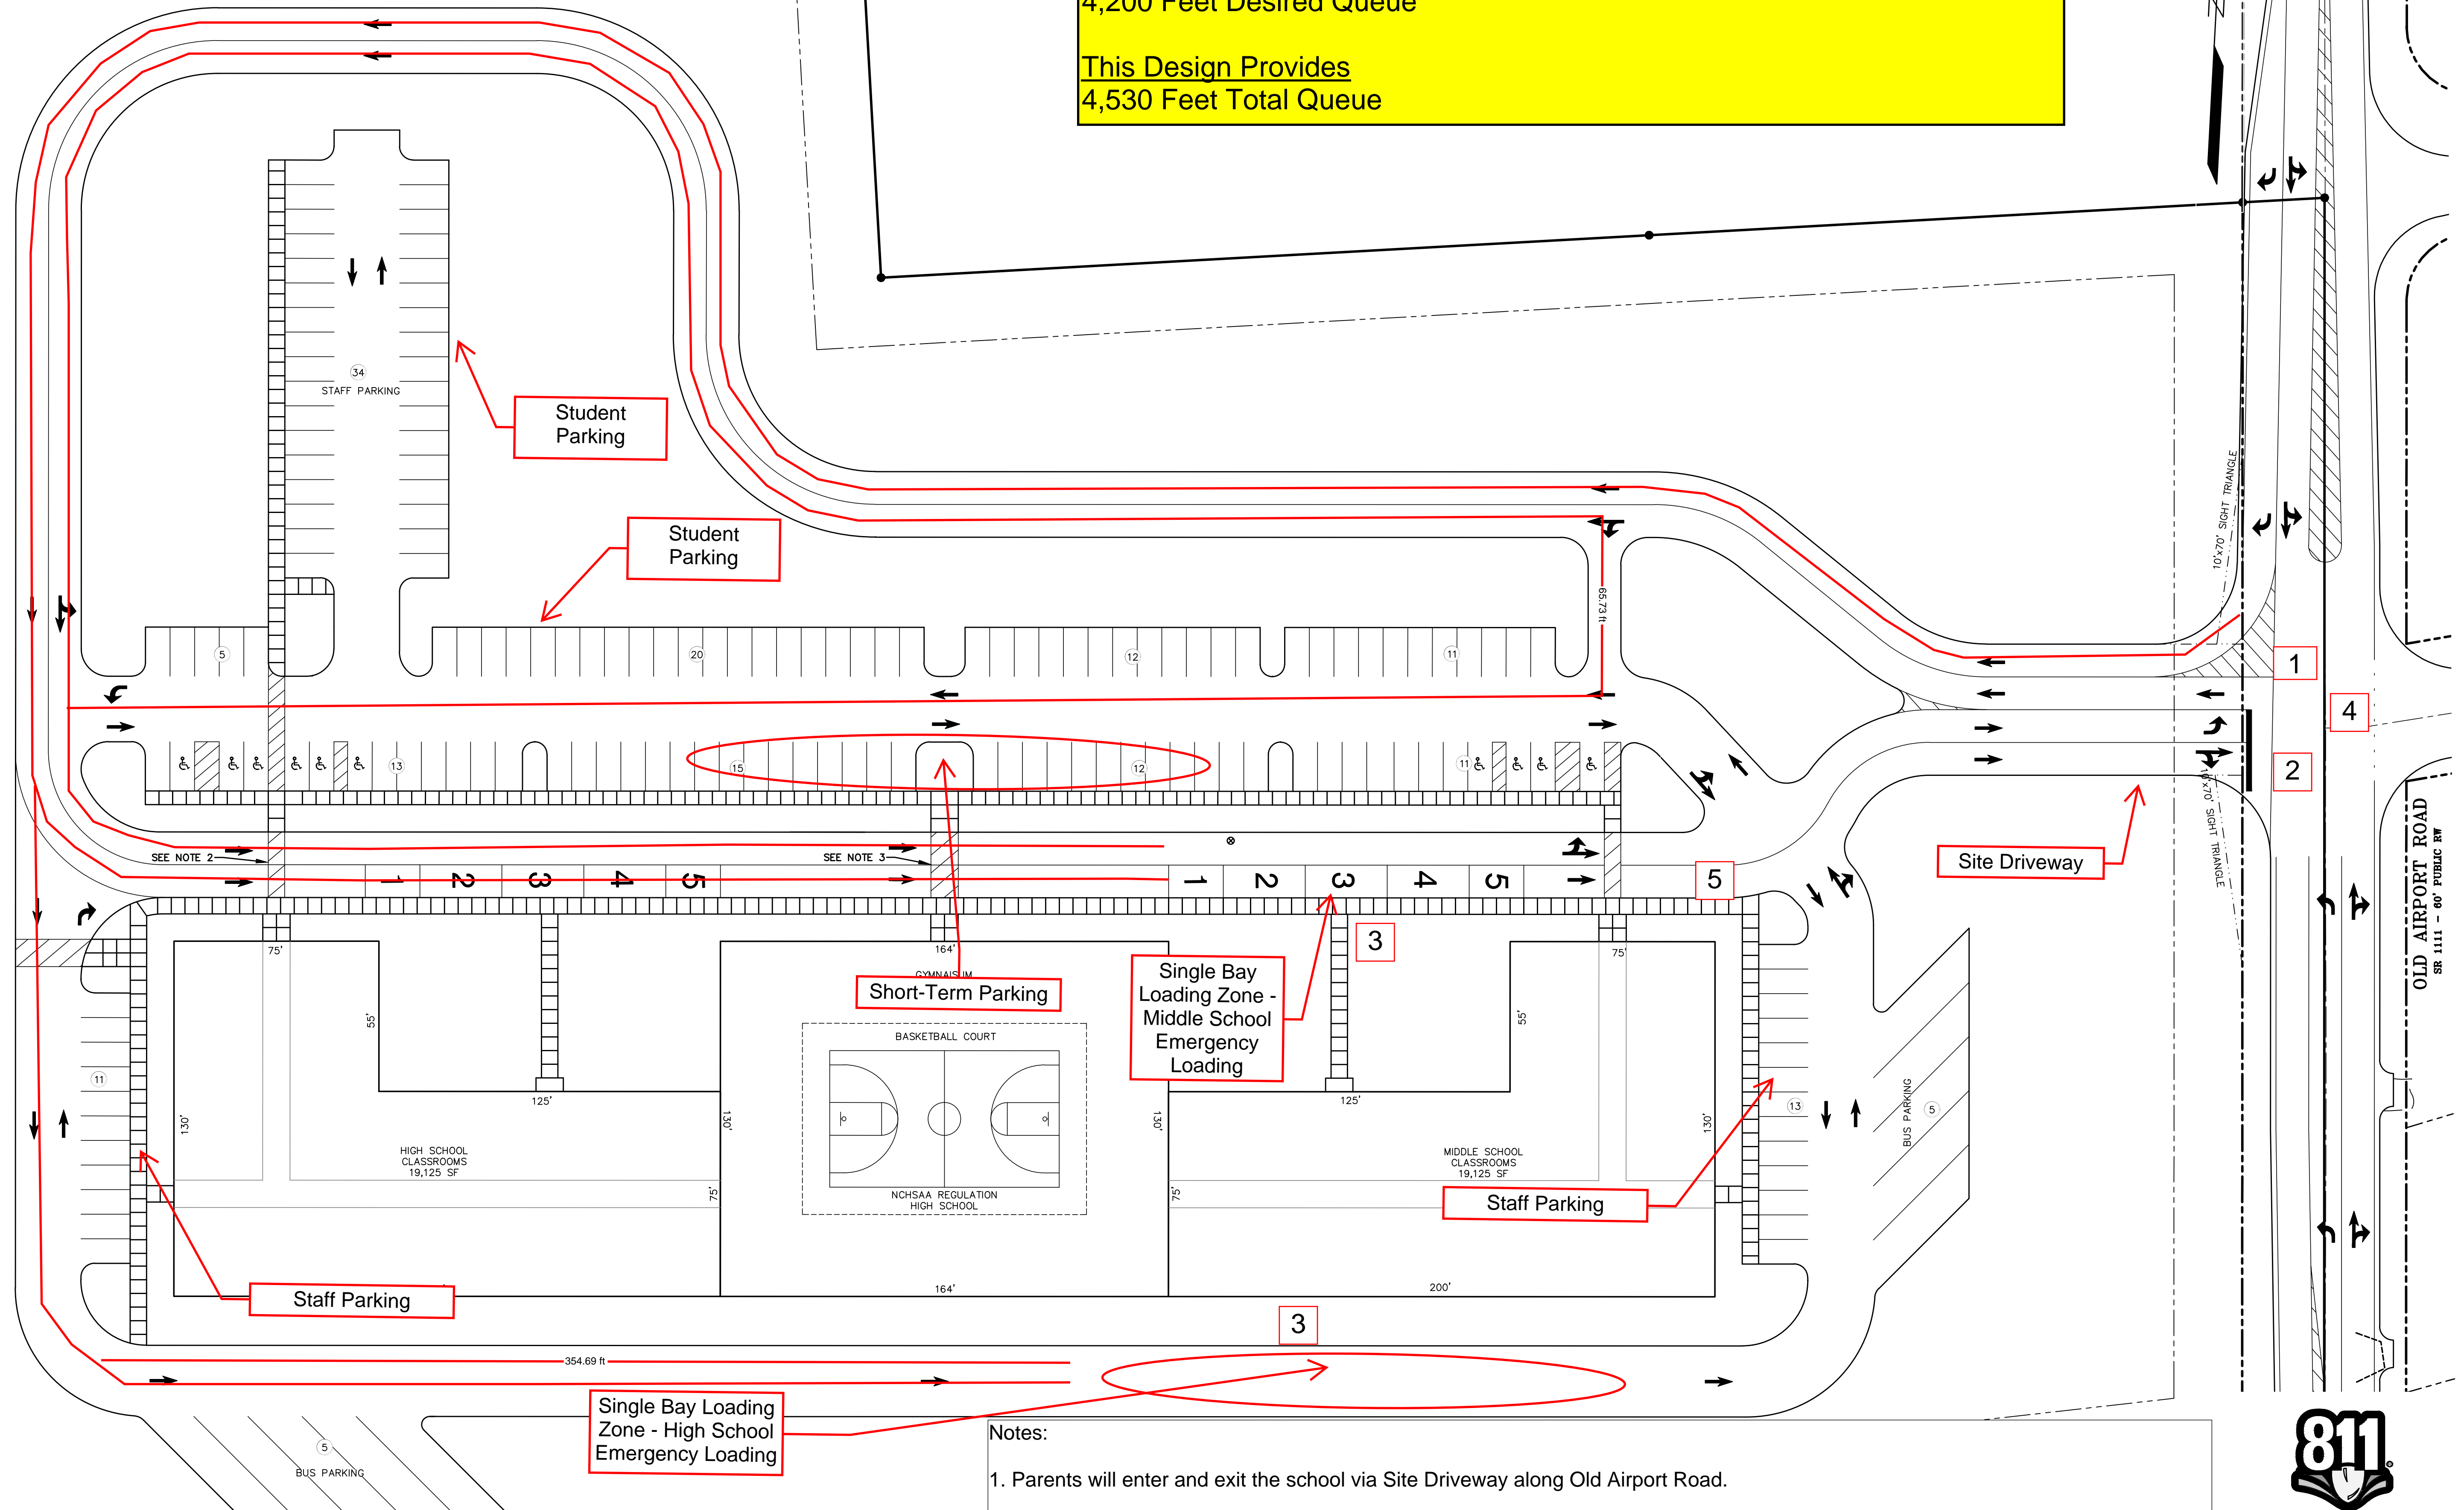 4,200 Feet Desired Queue
This Design Provides
4,530 Feet Total Queue
34
STAFF PARKING
Student
Parking
Student
Parking
10'x70' SIGHT TRIANGLE
65.73 ft
5
20
12
11
1
4
2
13
15
12
11
10'x70' SIGHT TRIANGLE
Site Driveway
OLD AIRPORT ROAD
SR 1111 - 60' PUBLIC RW
SEE NOTE 2
SEE NOTE 3
1
2
3
4
5
1
2
3
4
5
5
3
75'
164'
75'
GYMNAISUM
Short-Term Parking
Single Bay
Loading Zone -
Middle School
Emergency
Loading
55'
55'
BASKETBALL COURT
11
125'
125'
13
5
BUS PARKING
130'
130'
130'
130'
HIGH SCHOOL
CLASSROOMS
19,125 SF
MIDDLE SCHOOL
CLASSROOMS
19,125 SF
75'
75'
NCHSAA REGULATION
HIGH SCHOOL
Staff Parking
Staff Parking
164'
200'
3
354.69 ft
Single Bay Loading
Zone - High School
Emergency Loading
5
BUS PARKING
Notes:
1. Parents will enter and exit the school via Site Driveway along Old Airport Road.
811